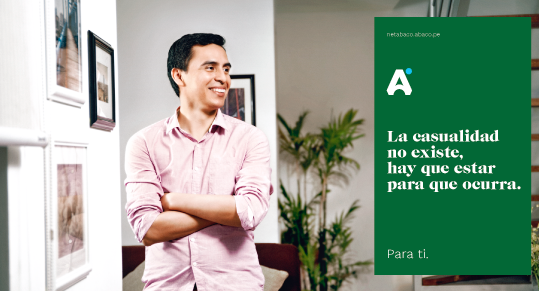 netabaco.abaco.pe
A
La casualidad
no existe,
hay que estar
para que ocurra.
Para ti.